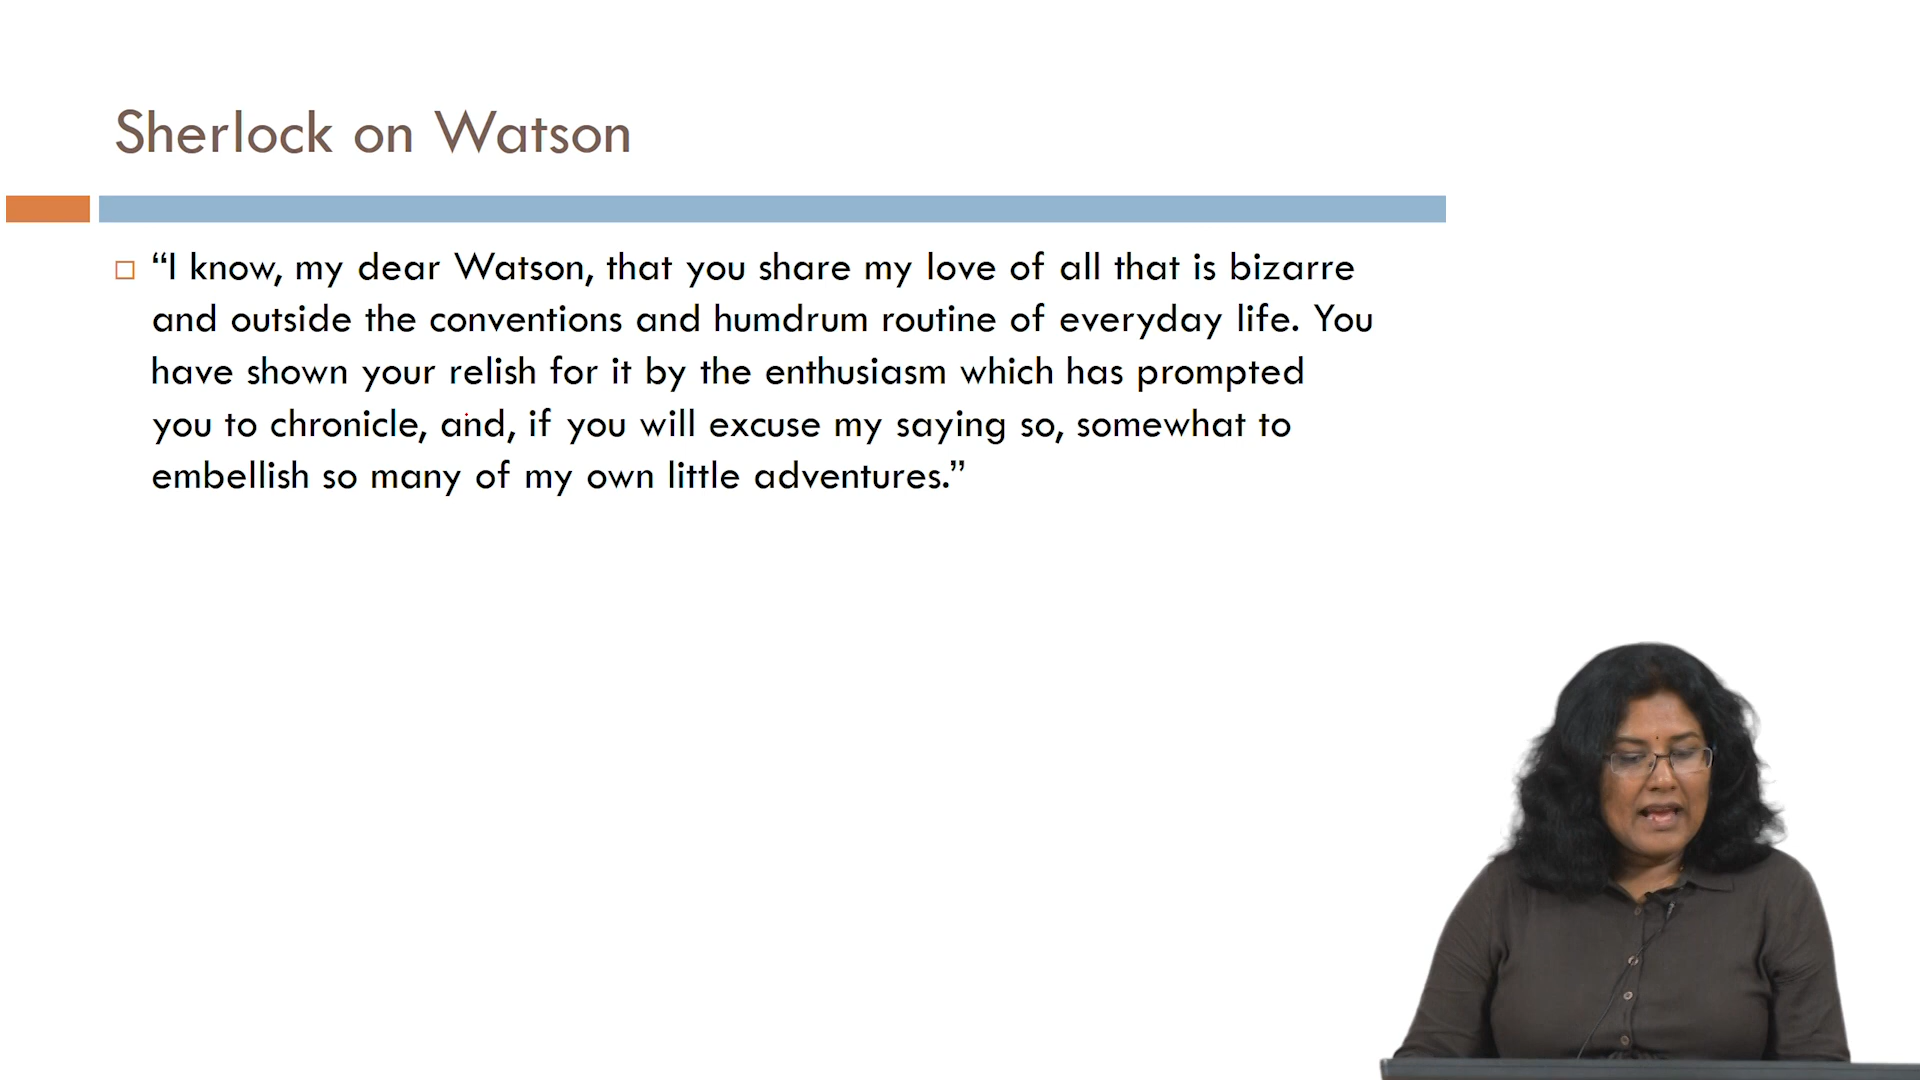 Sherlock on Watson
“I know, my dear Watson, that you share my love of all that is bizarre
and outside the conventions and humdrum routine of everyday life. You
have shown your relish for it by the enthusiasm which has prompted
you to chronicle, and, if you will excuse my saying so, somewhat to
embellish so many of my own little adventures.”